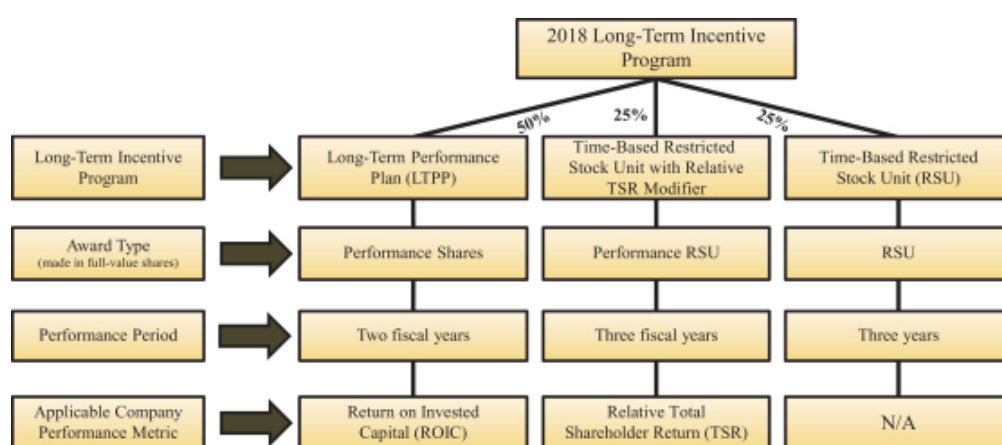 2018 Long-Term Incentive
Program
50%
25%
25%
Long-Term Incentive
Program
Long-Term Performance
Plan (LTPP)
Time-Based Restricted
Stock Unit with Relative
TSR Modifier
Time-Based Restricted
Stock Unit (RSU)
Award Type
(made in full-value shares)
Performance Shares
Performance RSU
RSU
Performance Period
Two fiscal years
Three fiscal years
Three years
Applicable Company
Performance Metric
Return on Invested
Capital (ROIC)
Relative Total
Shareholder Return (TSR)
N/A